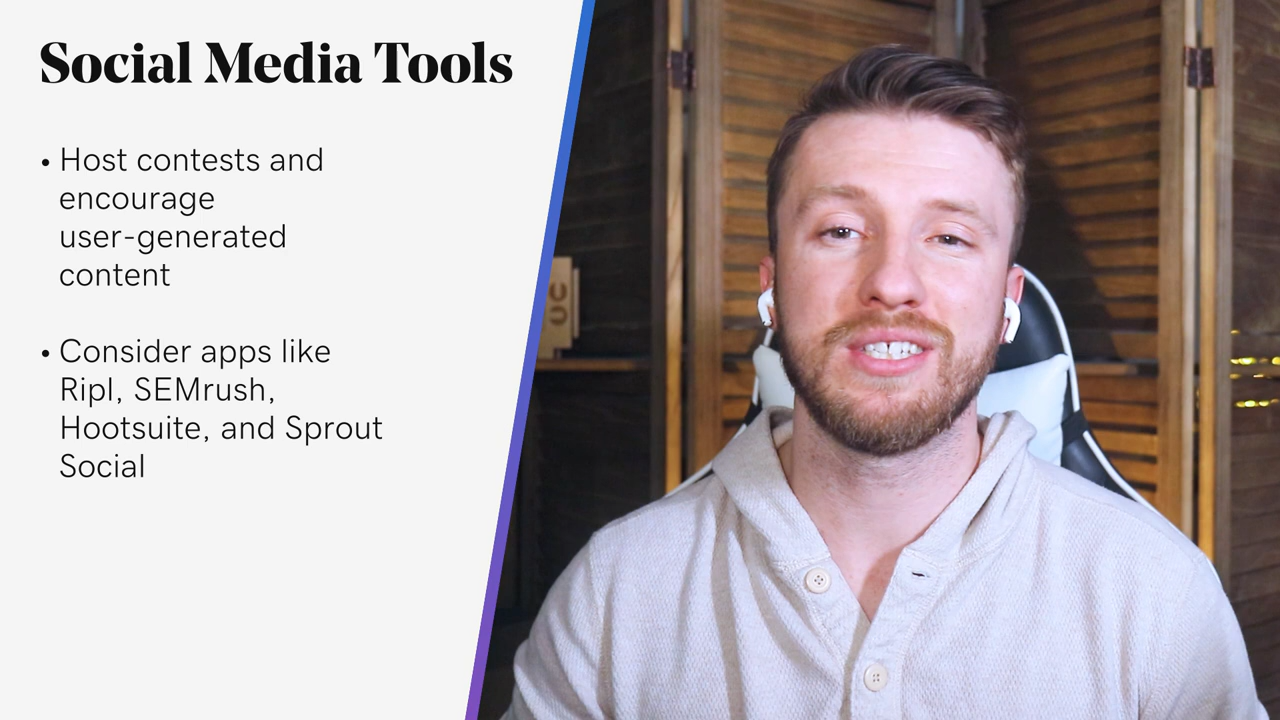 Social Media Tools
• Host contests and
encourage
user-generated
content
• Consider apps like
Ripl, SEMrush,
Hootsuite, and Sprout
Social